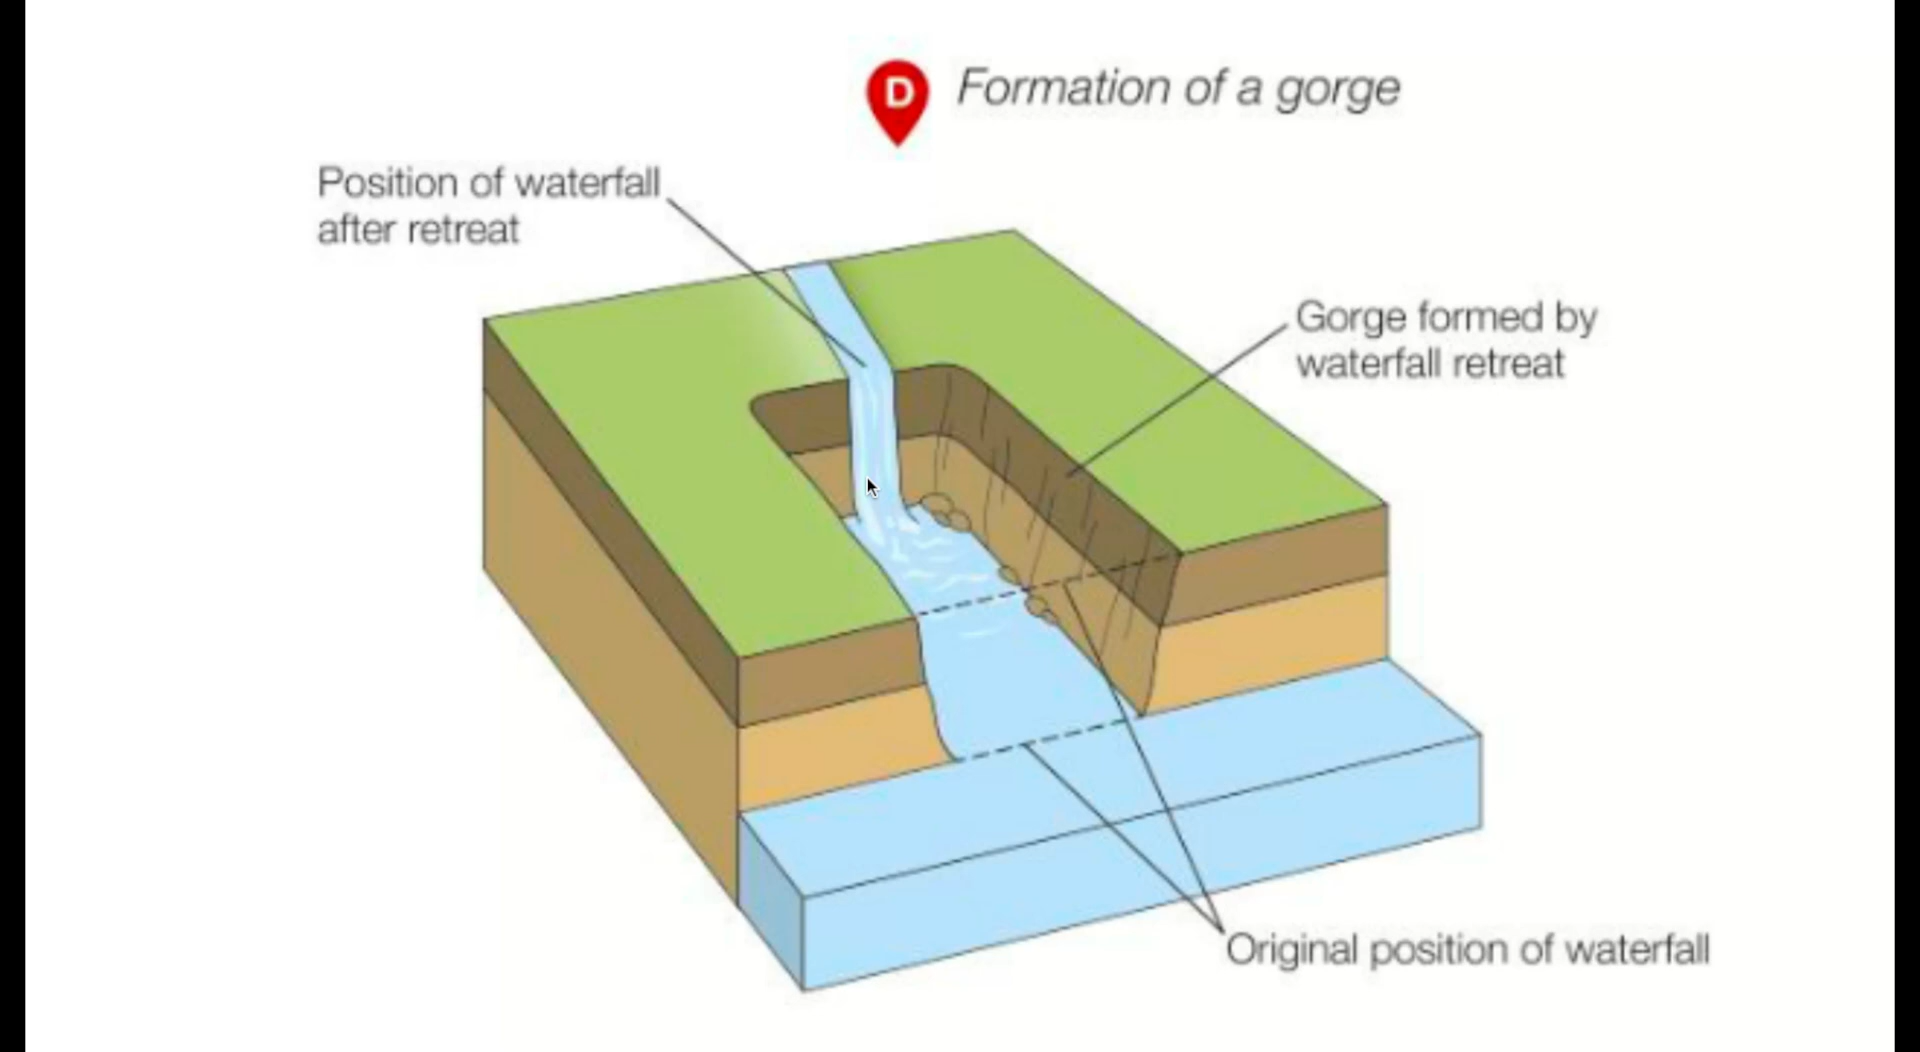 D Formation of a gorge
Position of waterfall
after retreat
Gorge formed by
waterfall retreat
Original position of waterfall